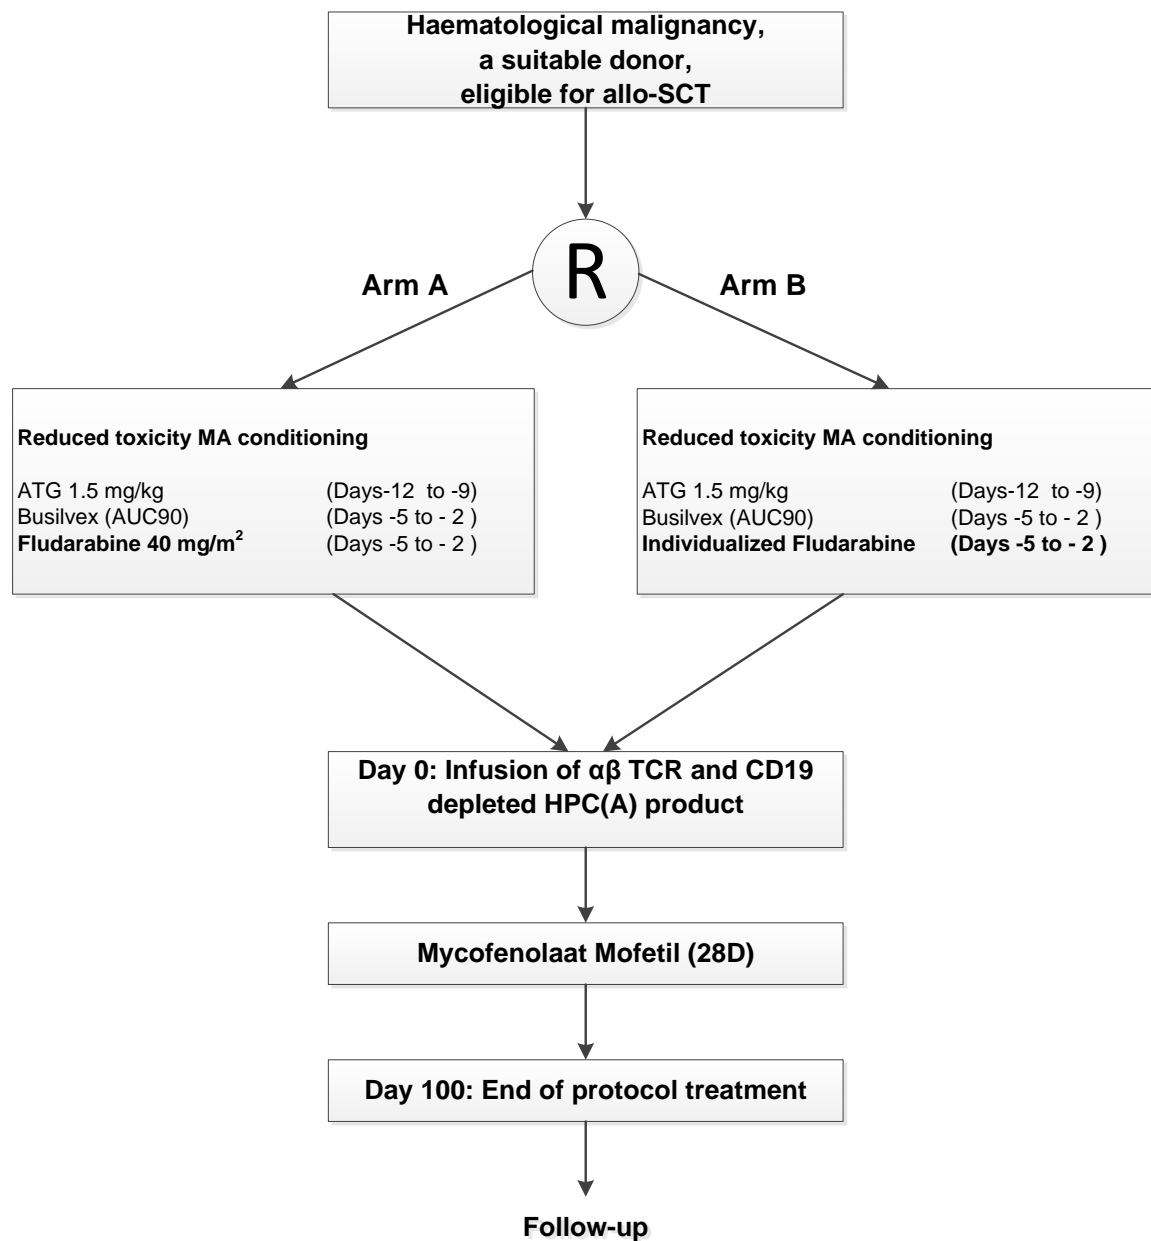 Haematological malignancy,
a suitable donor,
eligible for allo-SCT
R
Arm A
Arm B
Reduced toxicity MA conditioning
ATG 1.5 mg/kg (Days-12 to -9)
Busilvex (AUC90) (Days -5 to - 2 )
Fludarabine 40 mg/m² (Days -5 to - 2 )
Reduced toxicity MA conditioning
ATG 1.5 mg/kg (Days-12 to -9)
Busilvex (AUC90) (Days -5 to - 2 )
Individualized Fludarabine (Days -5 to - 2 )
Day 0: Infusion of αβ TCR and CD19
depleted HPC(A) product
Mycofenolaat Mofetil (28D)
Day 100: End of protocol treatment
Follow-up